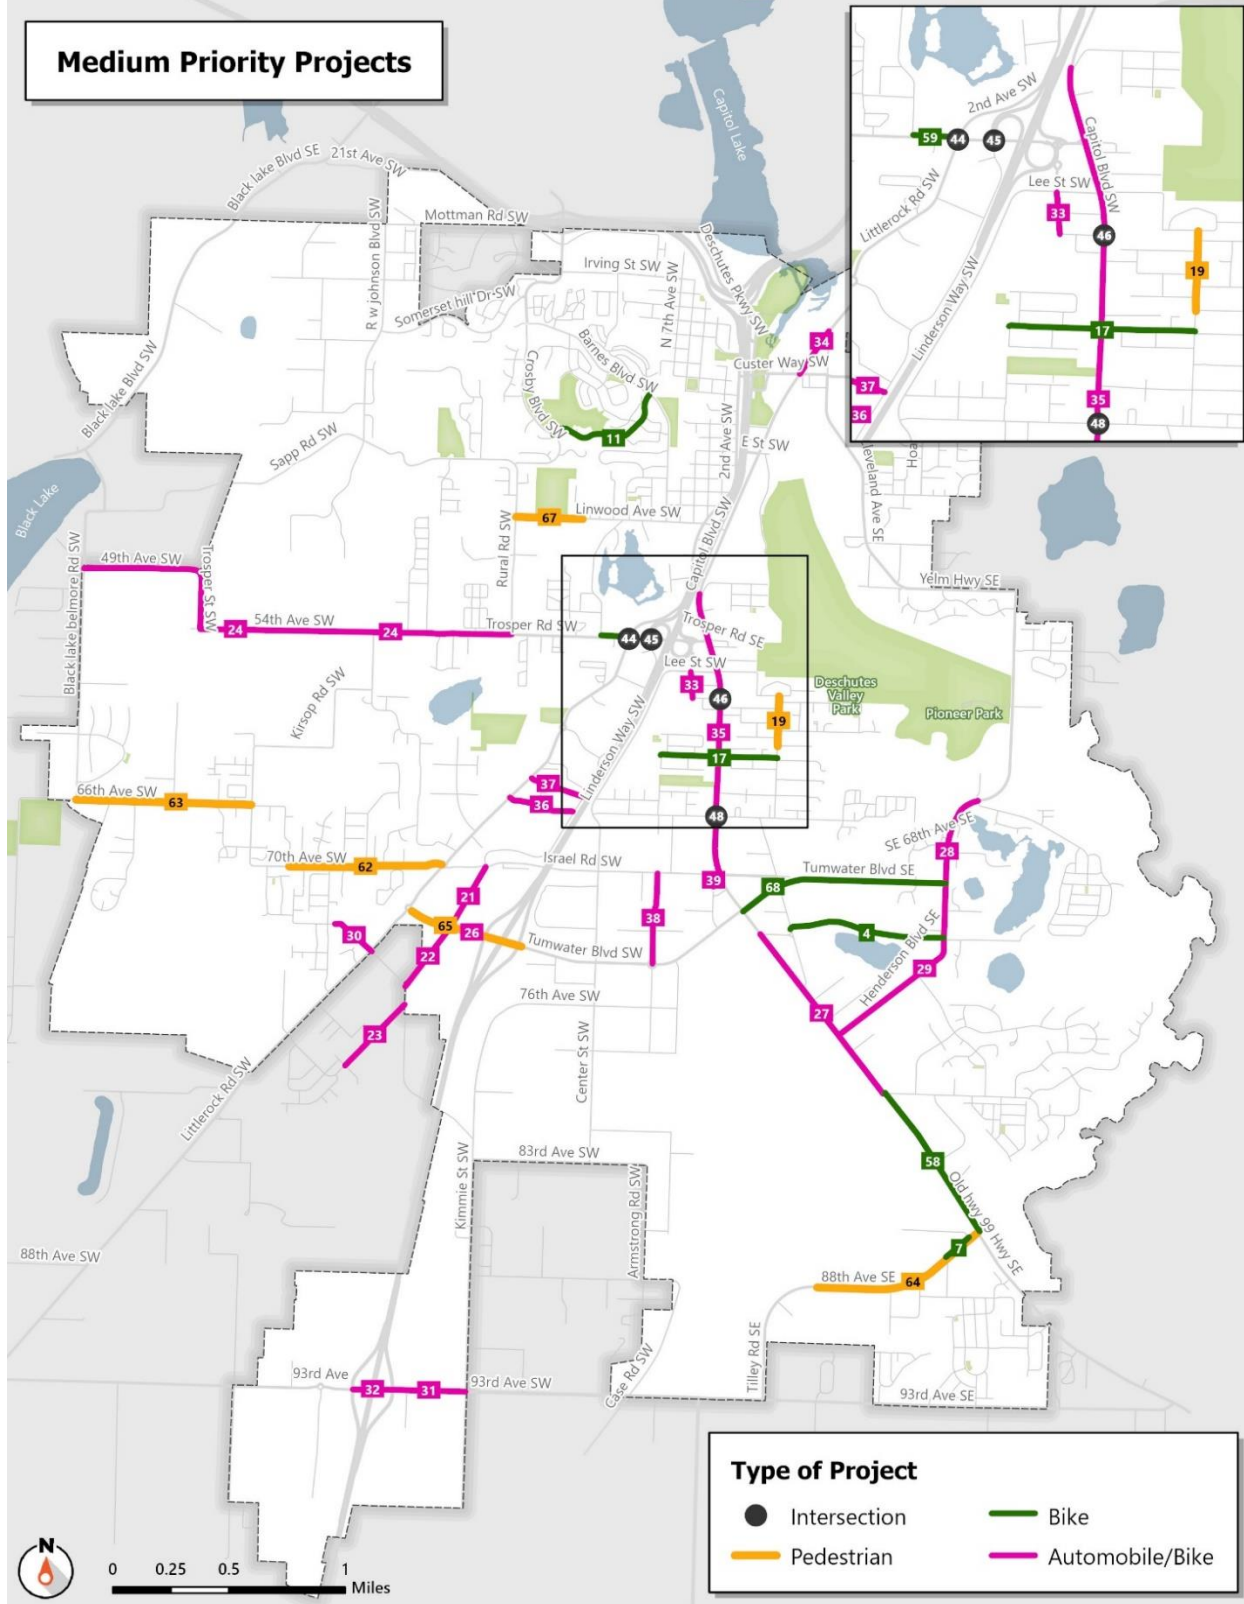 Medium Priority Projects
Capitol Lake
2nd Ave SW
59
44
45
Capitol Blvd SW
Lee St SW
33
Littlerock Rd SW
46
19
Linderson Way SW
17
37
35
36
48
Black lake Blvd SE
21st Ave SW
Mottman Rd SW
R w johnson Blvd SW
Irving St SW
Deschutes Pkwy SW
Somerset hill Dr SW
N 7th Ave SW
Barnes Blvd SW
34
Custer Way SW
Crosby Blvd SW
Black lake Blvd SW
11
2nd Ave SW
E St SW
Sapp Rd SW
Black Lake
67
Linwood Ave SW
Rural Rd SW
Capitol Blvd SW
49th Ave SW
Trosper St SW
Black lake belmore Rd SW
Yelm Hwy SE
24
54th Ave SW
24
Trosper Rd SW
44
45
Trosper Rd SE
Lee St SW
33
46
Deschutes
Valley
Park
Pioneer Park
Kirsop Rd SW
Linderson Way SW
35
19
17
66th Ave SW
63
37
36
48
SE 68th Ave SE
28
70th Ave SW
62
Israel Rd SW
39
Tumwater Blvd SE
68
21
38
65
26
30
22
Tumwater Blvd SW
4
Henderson Blvd SE
29
76th Ave SW
27
23
Center St SW
Littlerock Rd SW
83rd Ave SW
58
Kimmie St SW
Armstrong Rd SW
Old hwy 99 Hwy SE
88th Ave SW
7
88th Ave SE
64
Tilley Rd SE
93rd Ave
32
31
93rd Ave SW
Case Rd SW
93rd Ave SE
Type of Project
Intersection
Bike
Pedestrian
Automobile/Bike
N
0 0.25 0.5 1
Miles